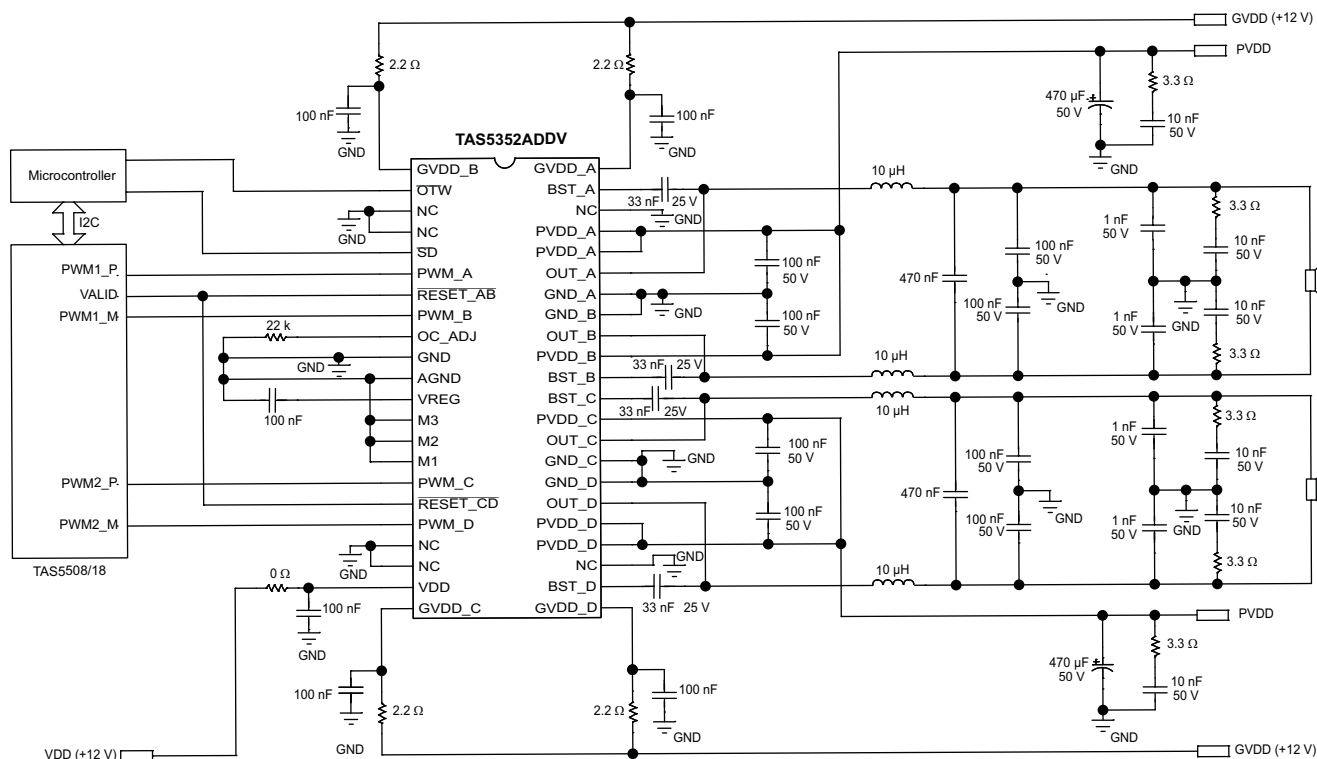 GVDD (+12 V)
PVDD
2.2 Ω
2.2 Ω
3.3 Ω
470 µF
50 V
10 nF
50 V
100 nF
GND
100 nF
GND
GND
TAS5352ADDV
Microcontroller
I2C
PWM1_P
VALID
PWM1_M
PWM2_P
PWM2_M
TAS5508/18
GVDD_B
OTW
NC
NC
SD
PWM_A
RESET_AB
PWM_B
OC_ADJ
GND
AGND
VREG
M3
M2
M1
PWM_C
RESET_CD
PWM_D
NC
NC
VDD
GVDD_C
GVDD_A
BST_A
NC
PVDD_A
PVDD_A
OUT_A
GND_A
GND_B
OUT_B
PVDD_B
BST_B
BST_C
PVDD_C
OUT_C
GND_C
GND_D
OUT_D
PVDD_D
PVDD_D
NC
BST_D
GVDD_D
GND
22 k
GND
100 nF
GND
0 Ω
100 nF
GND
33 nF 25 V
GND
100 nF
50 V
GND
100 nF
50 V
33 nF 25 V
33 nF 25V
GND
100 nF
50 V
100 nF
50 V
GND
33 nF 25 V
10 µH
10 µH
10 µH
10 µH
470 nF
100 nF
50 V
GND
100 nF
50 V
1 nF
50 V
1 nF
50 V
GND
3.3 Ω
10 nF
50 V
10 nF
50 V
3.3 Ω
470 nF
100 nF
50 V
GND
100 nF
50 V
1 nF
50 V
1 nF
50 V
GND
3.3 Ω
10 nF
50 V
10 nF
50 V
3.3 Ω
PVDD
3.3 Ω
470 µF
50 V
10 nF
50 V
GND
100 nF
2.2 Ω
GND
2.2 Ω
100 nF
GND
VDD (+12 V)
GVDD (+12 V)